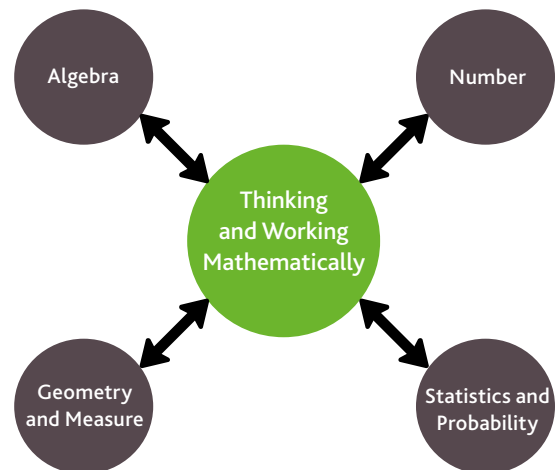 Algebra
Number
Thinking
and Working
Mathematically
Geometry
and Measure
Statistics and
Probability